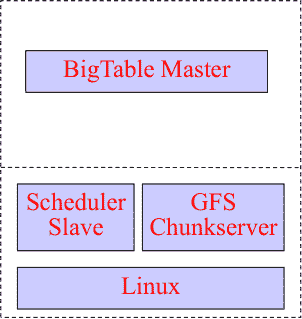 BigTable Master
Scheduler
Slave
GFS
Chunkserver
Linux